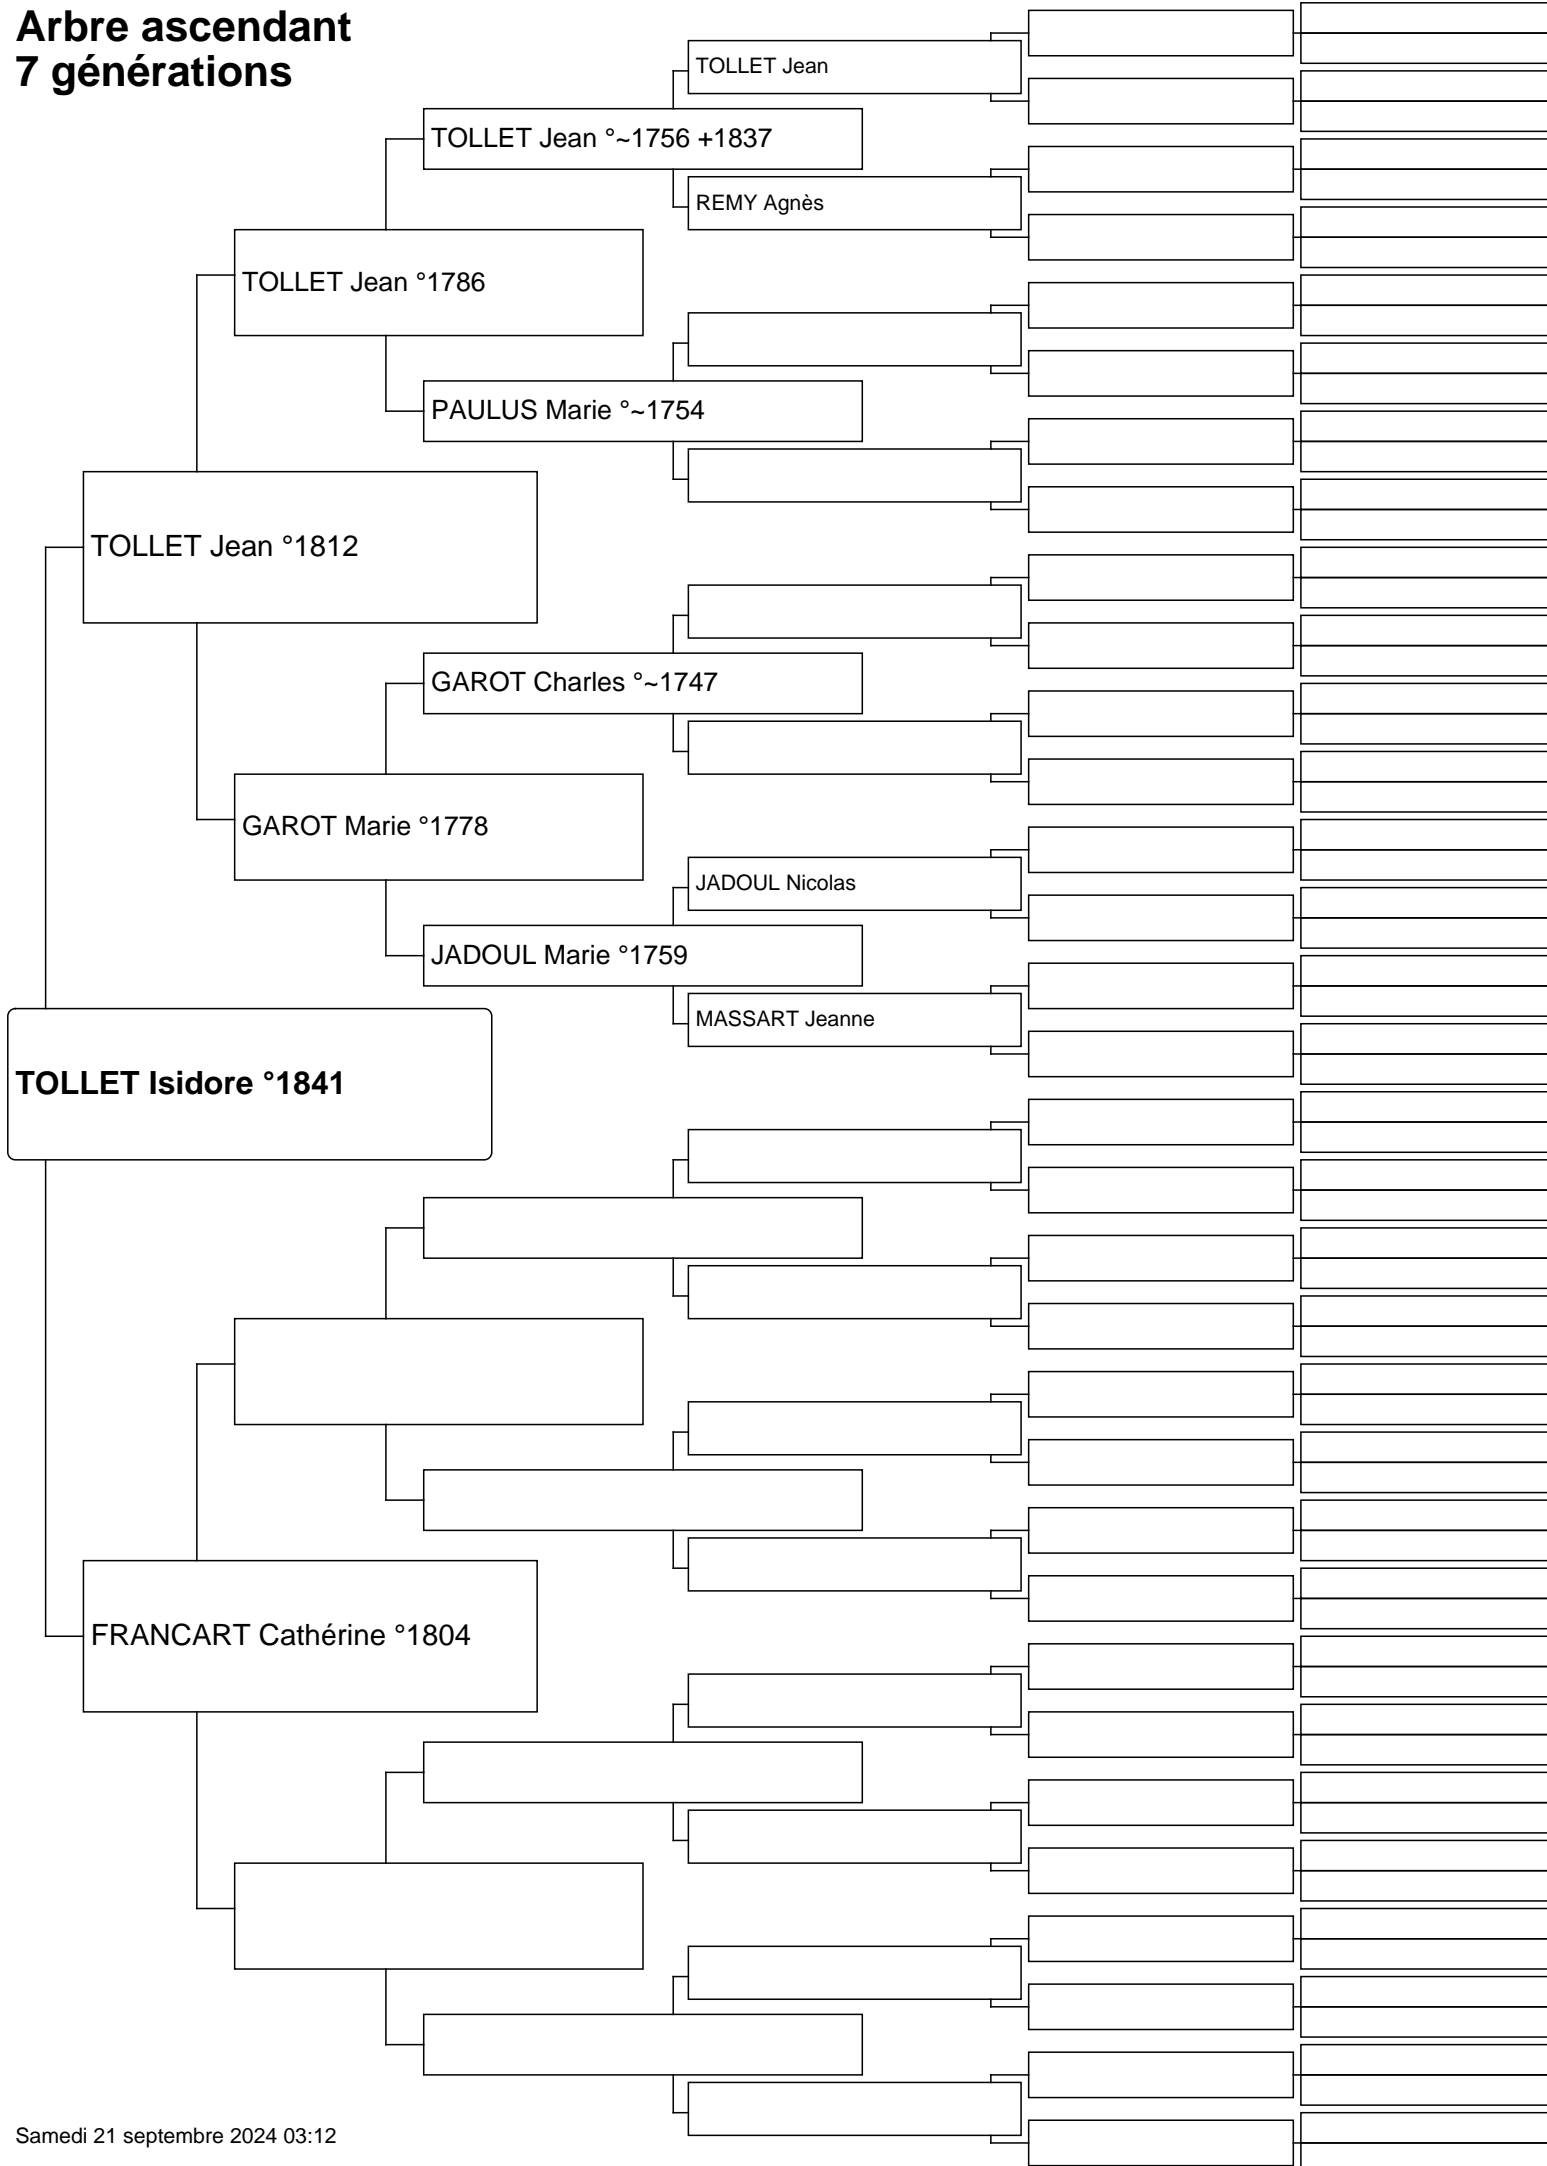 Arbre ascendant
7 générations
TOLLET Jean
TOLLET Jean °~1756 +1837
REMY Agnès
TOLLET Jean °1786
PAULUS Marie °~1754
TOLLET Jean °1812
GAROT Charles °~1747
GAROT Marie °1778
JADOUL Nicolas
JADOUL Marie °1759
MASSART Jeanne
TOLLET Isidore °1841
FRANCART Cathérine °1804
Samedi 21 septembre 2024 03:12